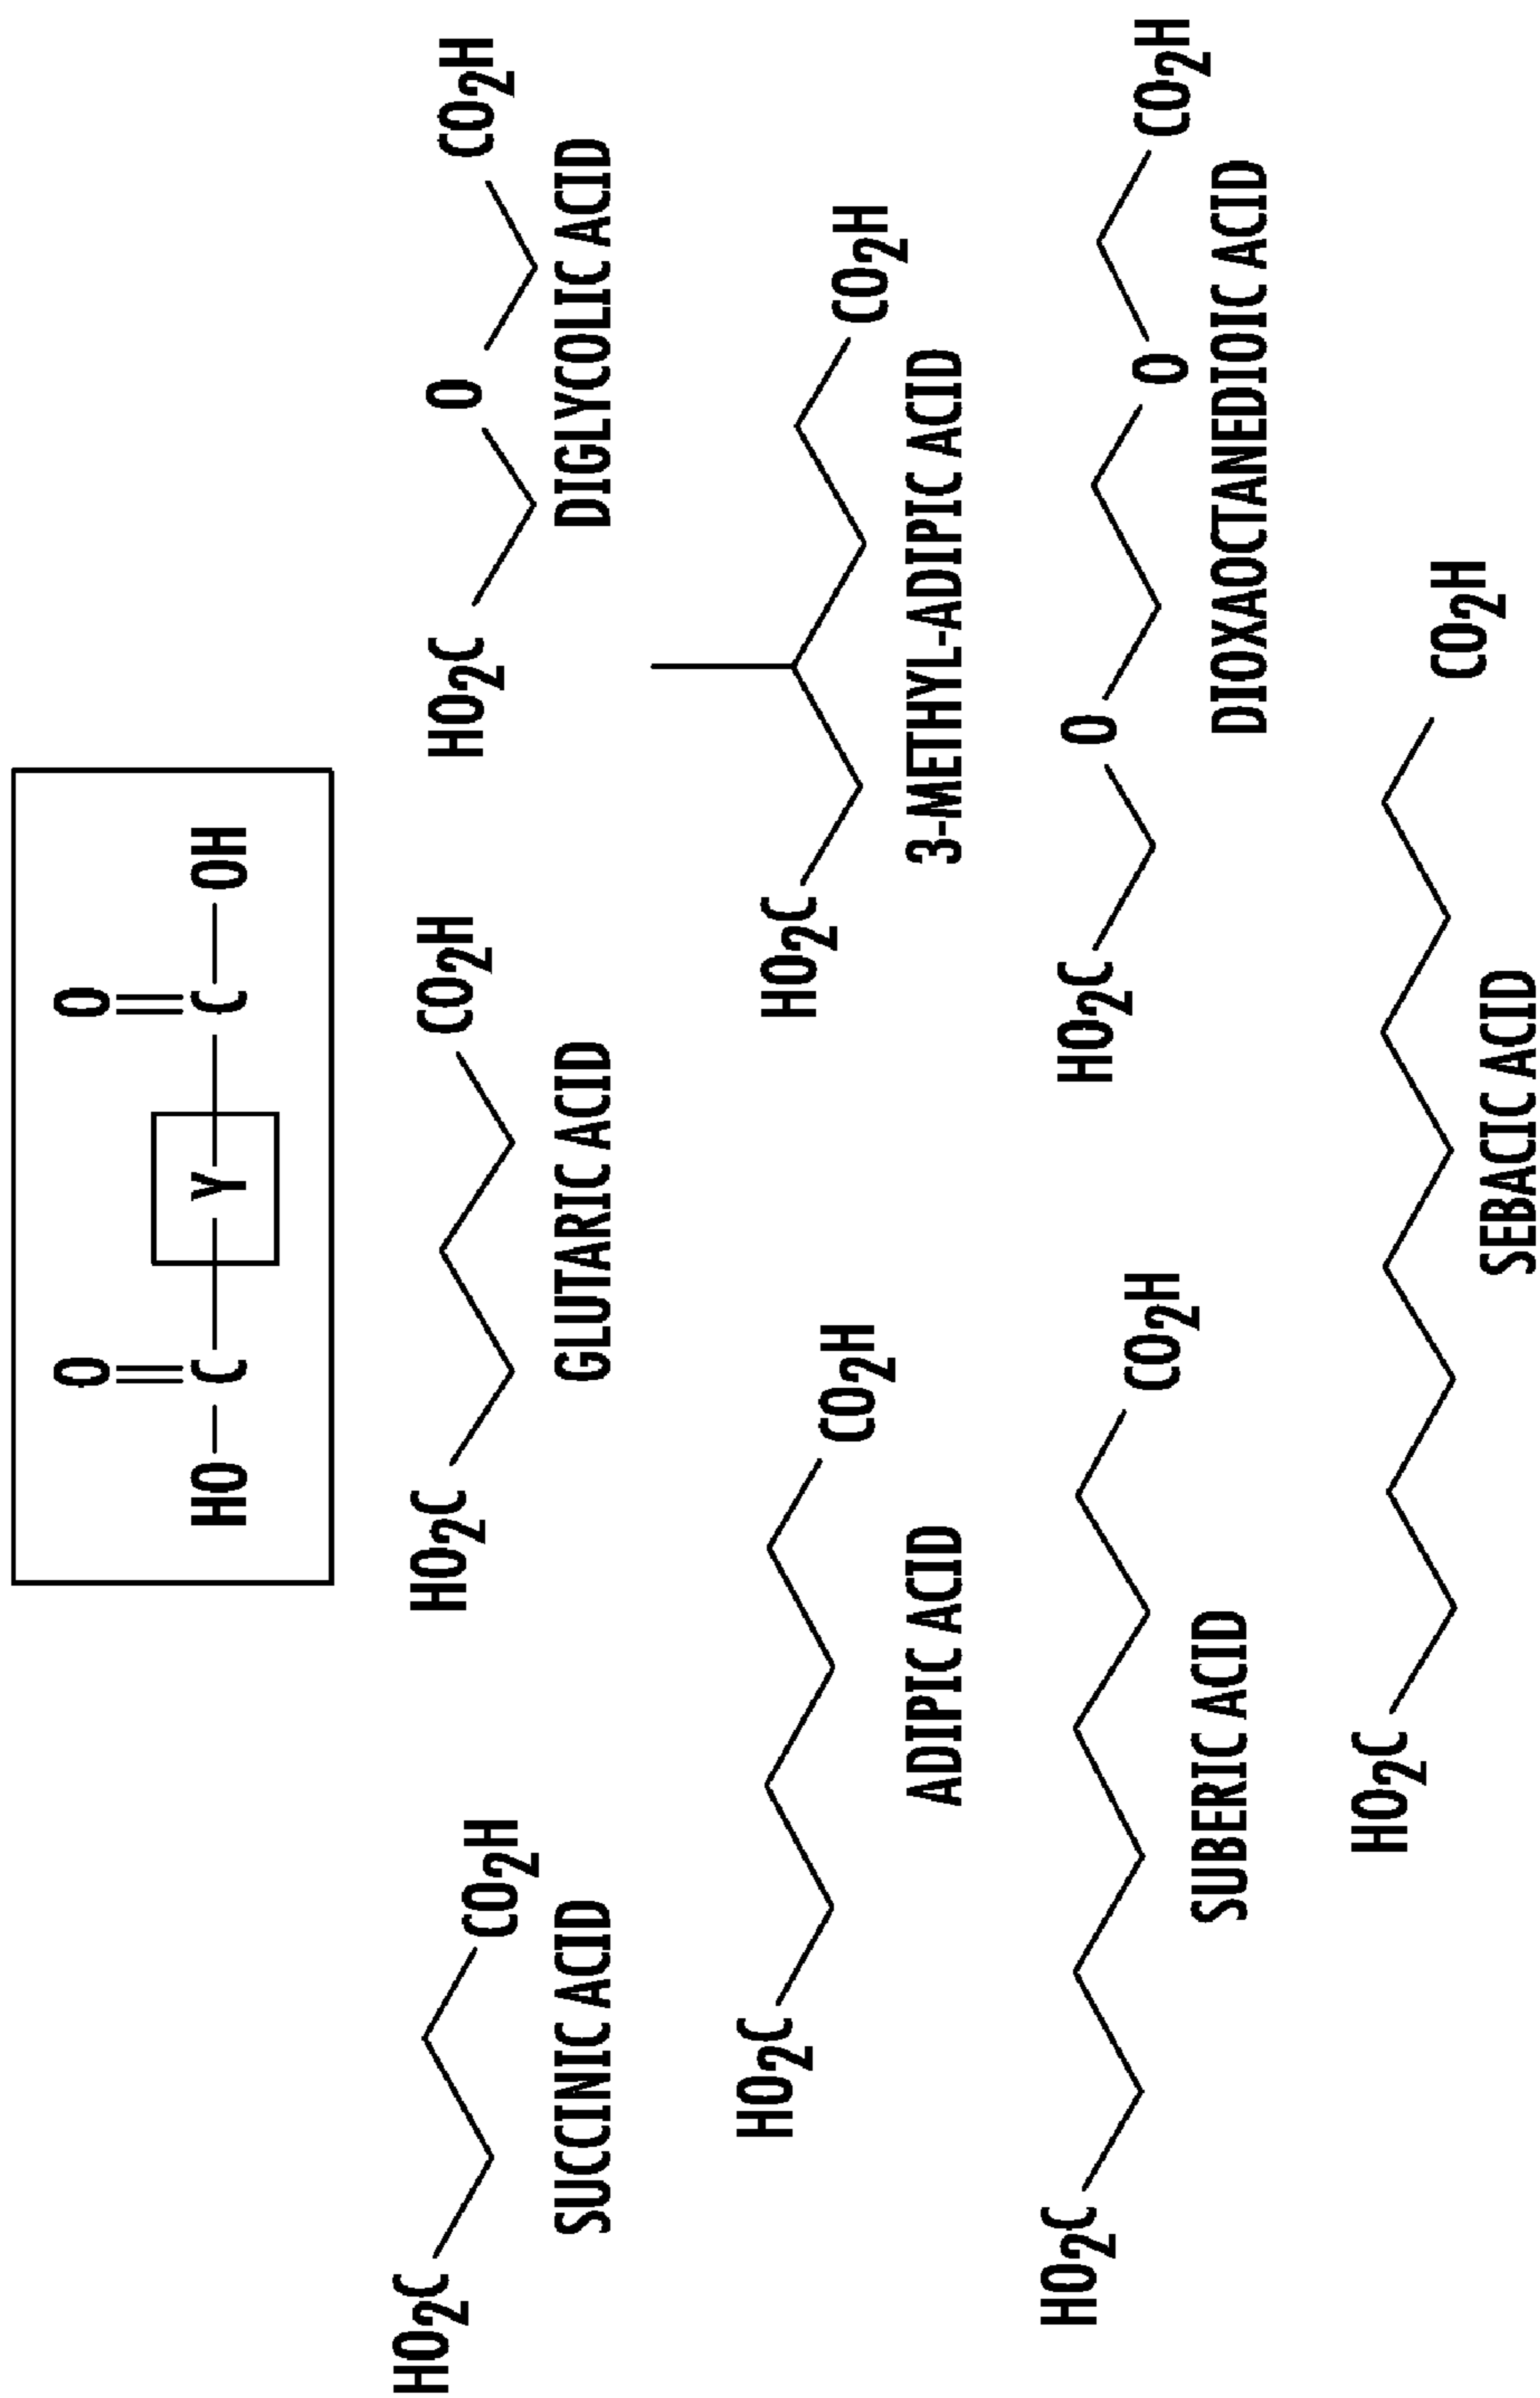 O O
HO C Y C OH
HO2C CO2H HO2C CO2H HO2C O CO2H
SUCCINIC ACID GLUTARIC ACID DIGLYCOLIC ACID
HO2C CO2H HO2C CO2H
ADIPIC ACID 3-METHYL-ADIPIC ACID
HO2C CO2H HO2C O O CO2H
SUBERIC ACID DIOXAOCTANEDIOIC ACID
HO2C CO2H
SEBACIC ACID